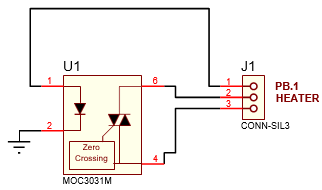 J1
U1
1
6
1
2
3
PB.1
HEATER
2
4
Zero
Crossing
CONN-SIL3
MOC3031M